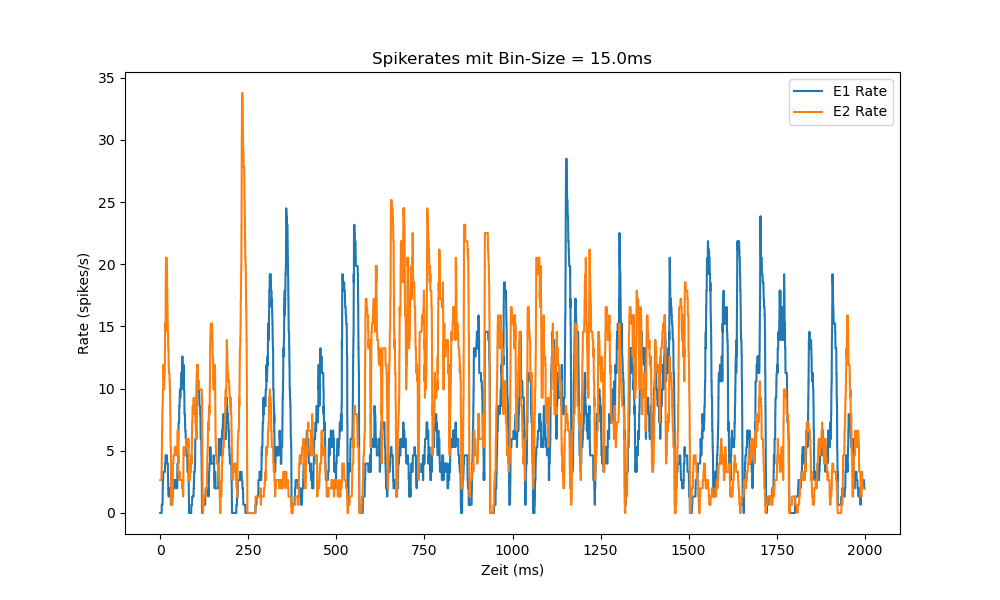 Spikerates mit Bin-Size = 15.0ms
35
30
25
20
15
10
5
0
Rate (spikes/s)
E1 Rate
E2 Rate
0 250 500 750 1000 1250 1500 1750 2000
Zeit (ms)